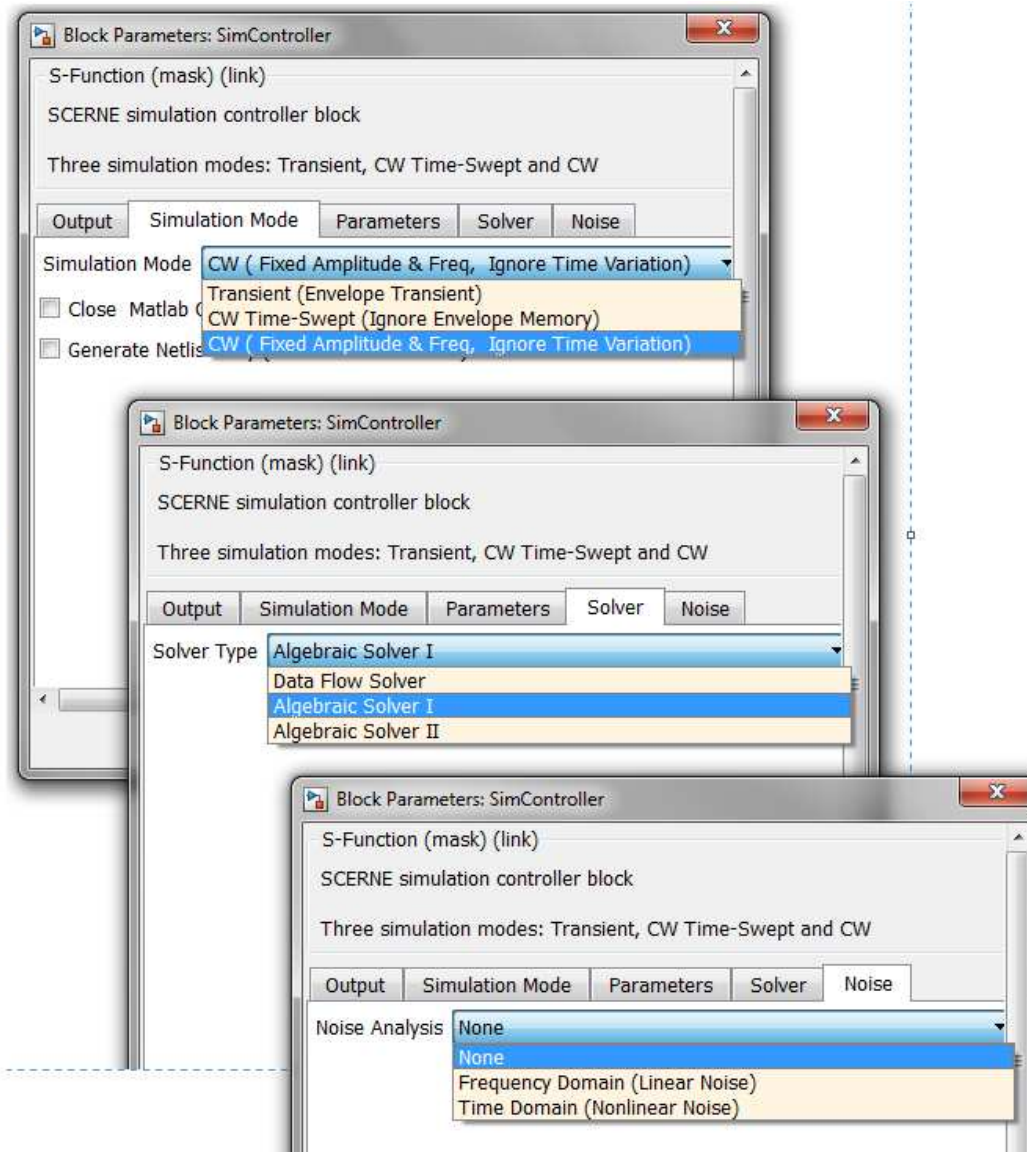 Block Parameters: SimController
x
S-Function (mask) (link)
SCERNE simulation controller block
Three simulation modes: Transient, CW Time-Swept and CW
Output Simulation Mode Parameters Solver Noise
Simulation Mode CW ( Fixed Amplitude & Freq, Ignore Time Variation)
Transient (Envelope Transient)
Close Matlab
CW Time-Swept (Ignore Envelope Memory)
CW ( Fixed Amplitude & Freq, Ignore Time Variation)
Generate
Block Parameters: SimController
x
S-Function (mask) (link)
SCERNE simulation controller block
Three simulation modes: Transient, CW Time-Swept and CW
Output Simulation Mode Parameters Solver Noise
Solver Type Algebraic Solver I
Data Flow Solver
Algebraic Solver I
Algebraic Solver II
Block Parameters: SimController
x
S-Function (mask) (link)
SCERNE simulation controller block
Three simulation modes: Transient, CW Time-Swept and CW
Output Simulation Mode Parameters Solver Noise
Noise Analysis None
None
Frequency Domain (Linear Noise)
Time Domain (Nonlinear Noise)